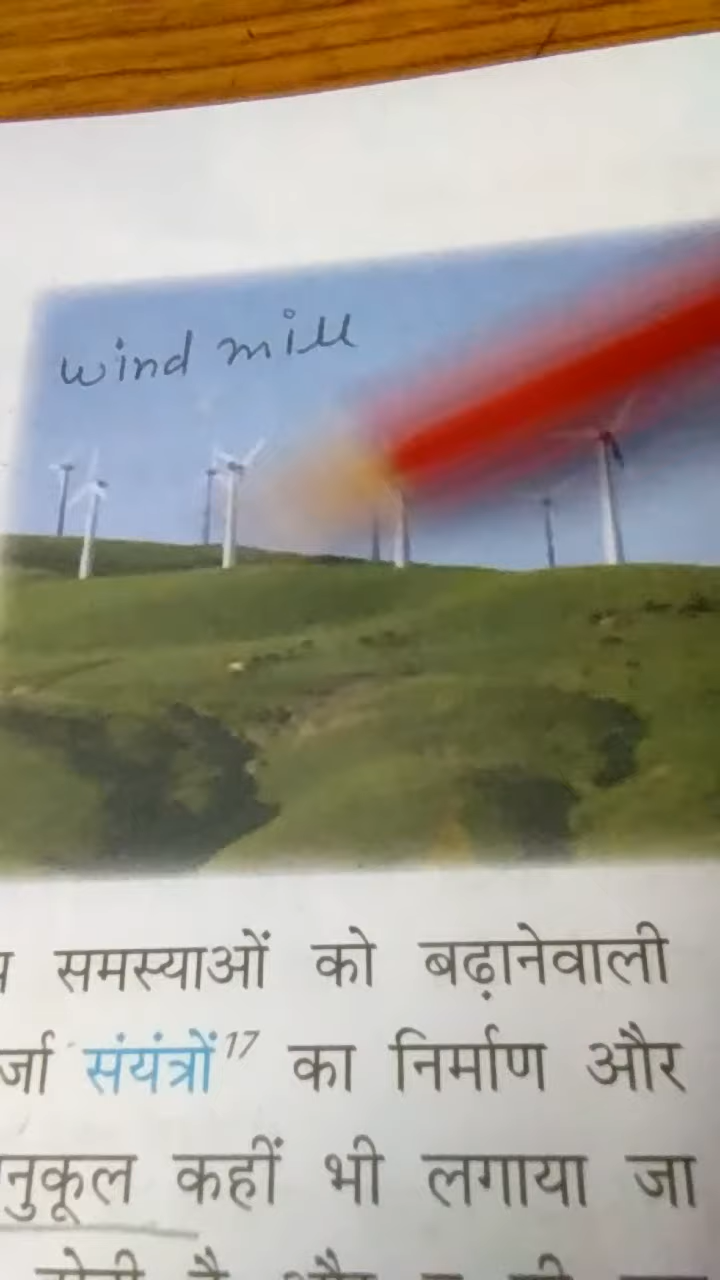 wind mill
समस्याओं को बढ़ानेवाली
संयंत्रों17 का निर्माण और
कहीं भी लगाया जा